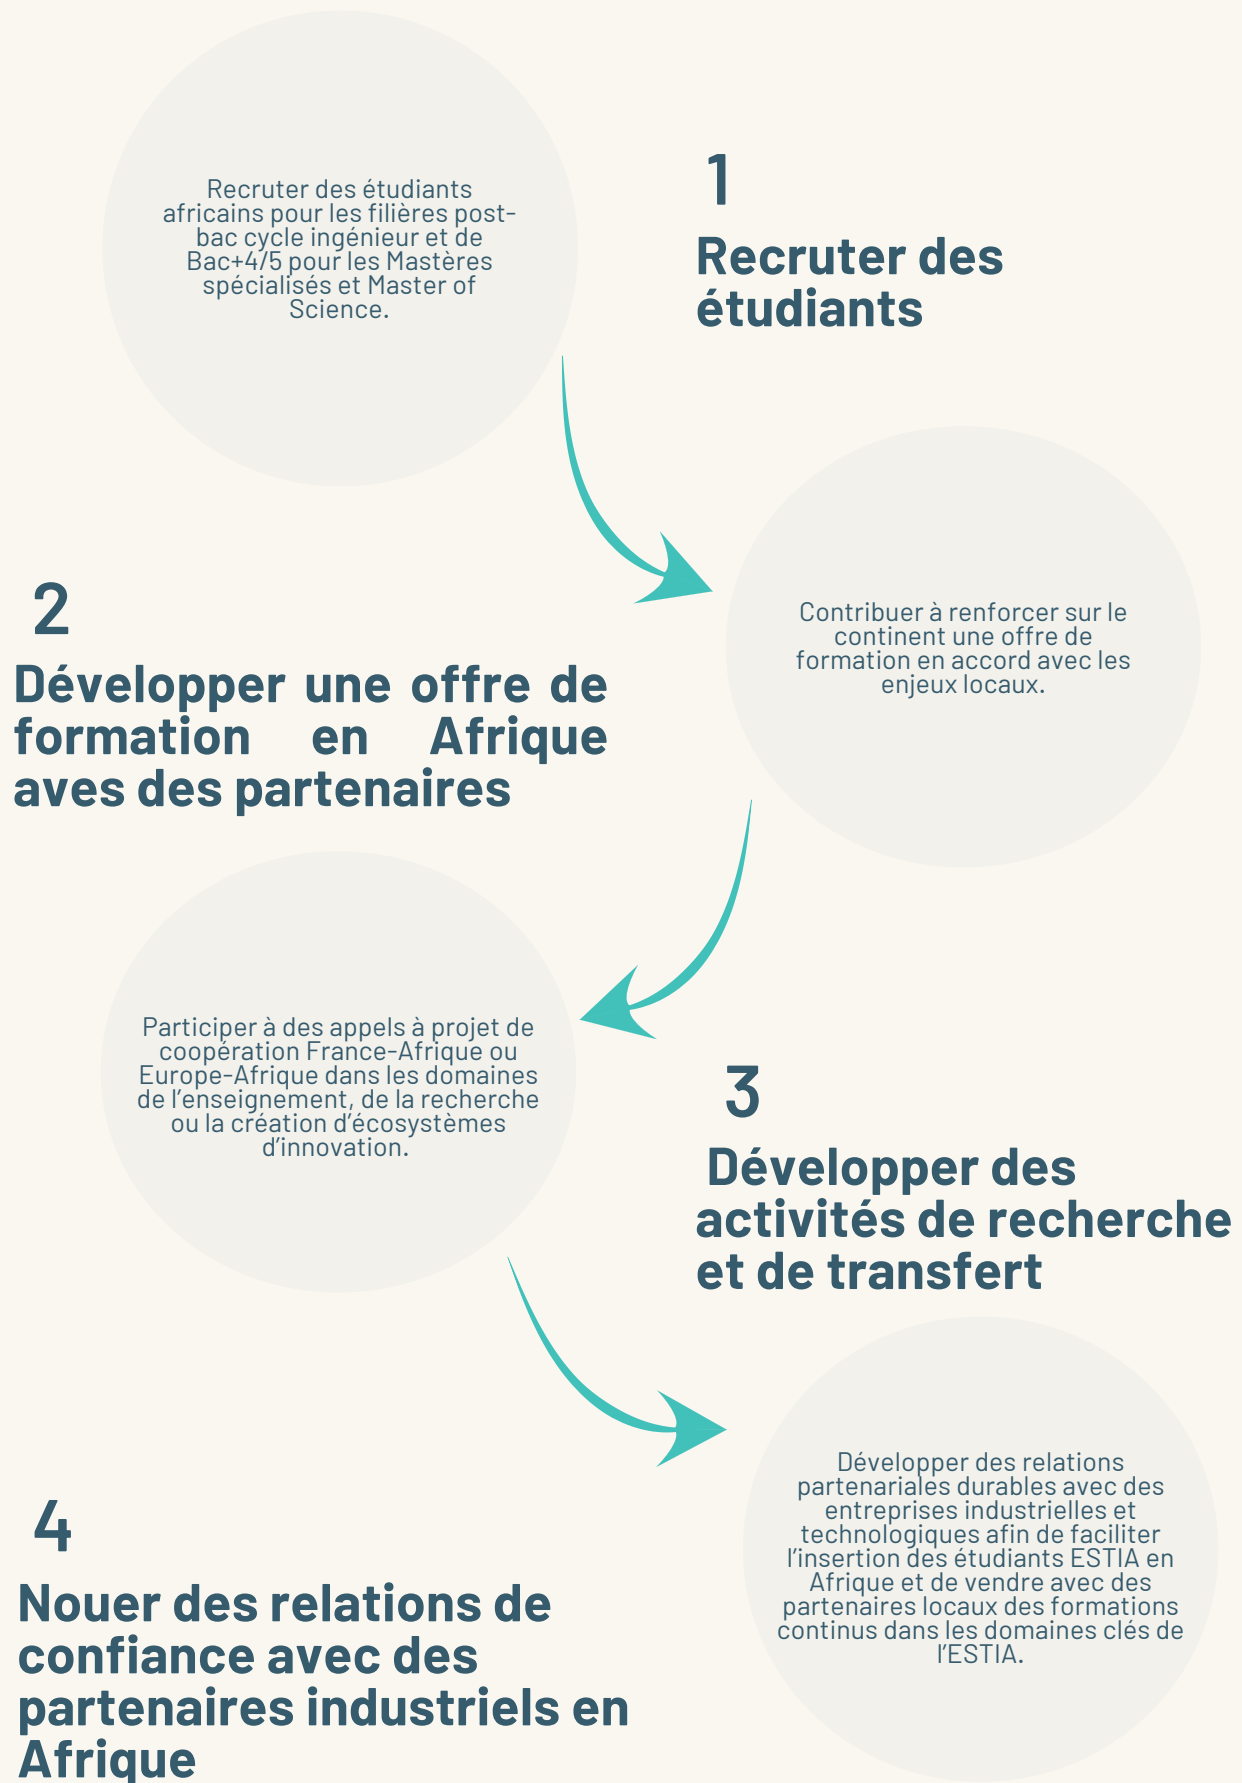 1
Recruter des
étudiants
Recruter des étudiants
africains pour les filières post-
bac cycle ingénieur et de
Bac+4/5 pour les Mastères
spécialisés et Master of
Science.
2
Développer une offre de
formation en Afrique
aves des partenaires
Contribuer à renforcer sur le
continent une offre de
formation en accord avec les
enjeux locaux.
3
Développer des
activités de recherche
et de transfert
Participer à des appels à projet de
coopération France-Afrique ou
Europe-Afrique dans les domaines
de l'enseignement, de la recherche
ou la création d'écosystèmes
d'innovation.
4
Nouer des relations de
confiance avec des
partenaires industriels en
Afrique
Développer des relations
partenariales durables avec des
entreprises industrielles et
technologiques afin de faciliter
l'insertion des étudiants ESTIA en
Afrique et de vendre avec des
partenaires locaux des formations
continus dans les domaines clés de
l'ESTIA.